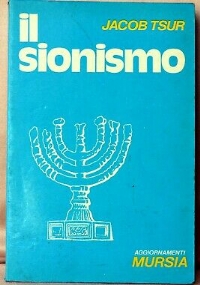 JACOB TSUR
il
sionismo
AGGIORNAMENTI
MURSIA